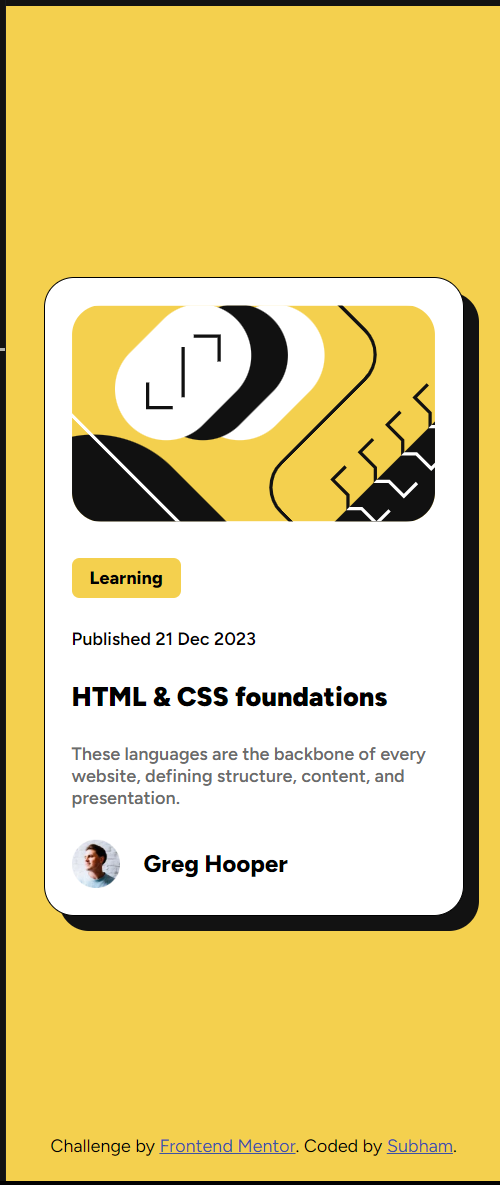 Learning
Published 21 Dec 2023
HTML & CSS foundations
These languages are the backbone of every
website, defining structure, content, and
presentation.
Greg Hooper
Challenge by Frontend Mentor. Coded by Subham.